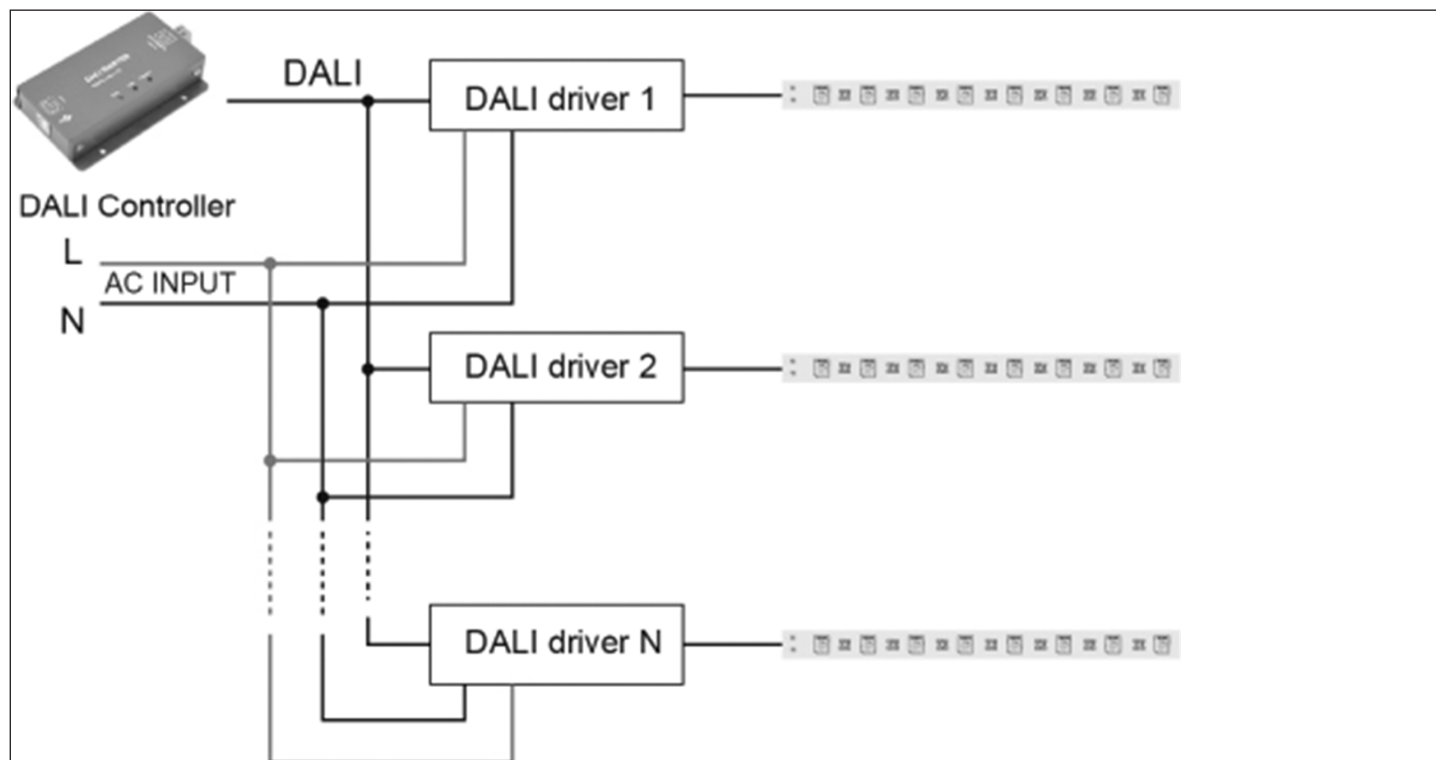 DALI
DALI driver 1
DALI Controller
L
AC INPUT
N
DALI driver 2
DALI driver N